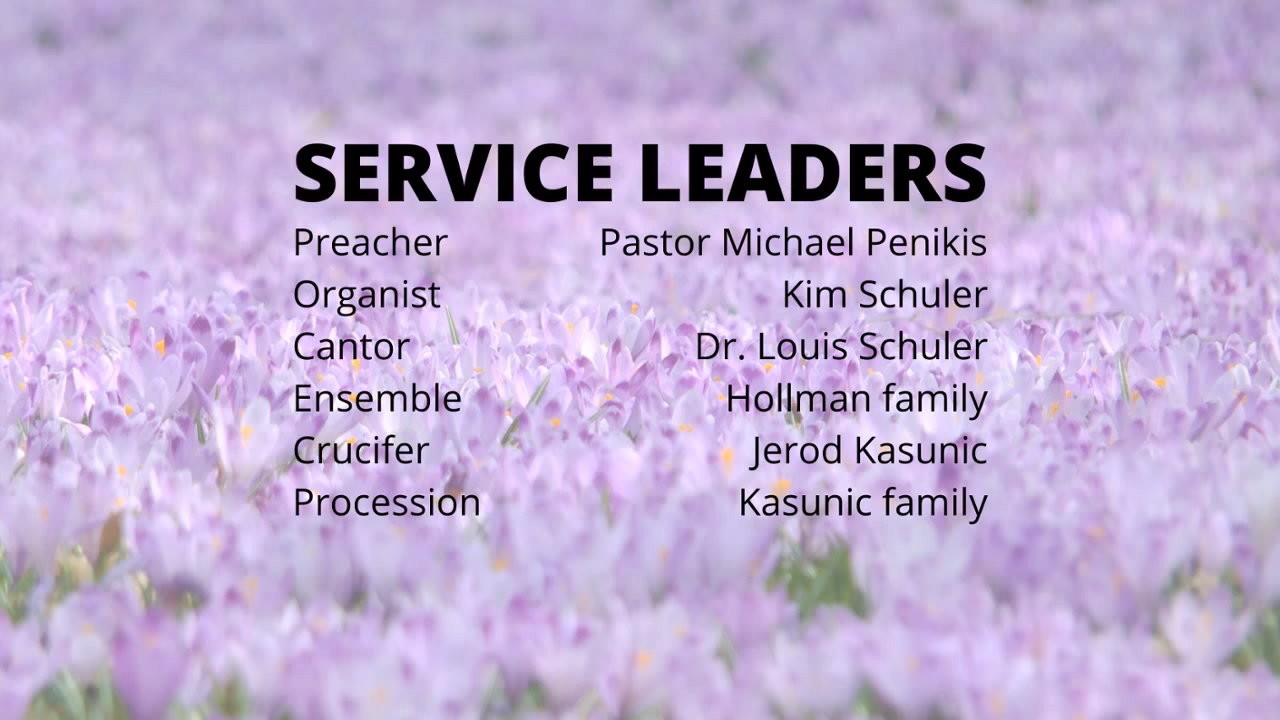 SERVICE LEADERS
Preacher Pastor Michael Penikis
Organist Kim Schuler
Cantor Dr. Louis Schuler
Ensemble Hollman family
Crucifer Jerod Kasunic
Procession Kasunic family